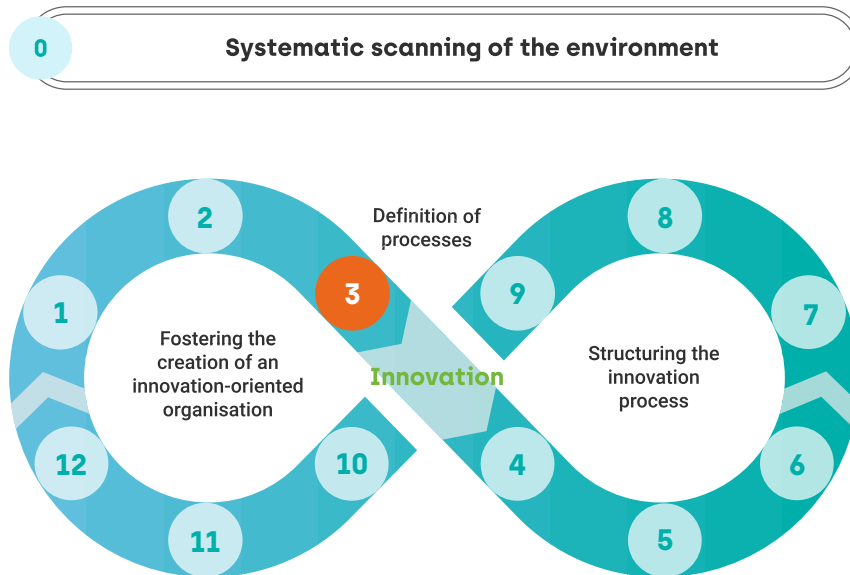 0
Systematic scanning of the environment
2
8
Definition of
processes
3
9
1
7
Fostering the
creation of an
innovation-oriented
organisation
Innovation
Structuring the
innovation
process
12
10
4
6
11
5